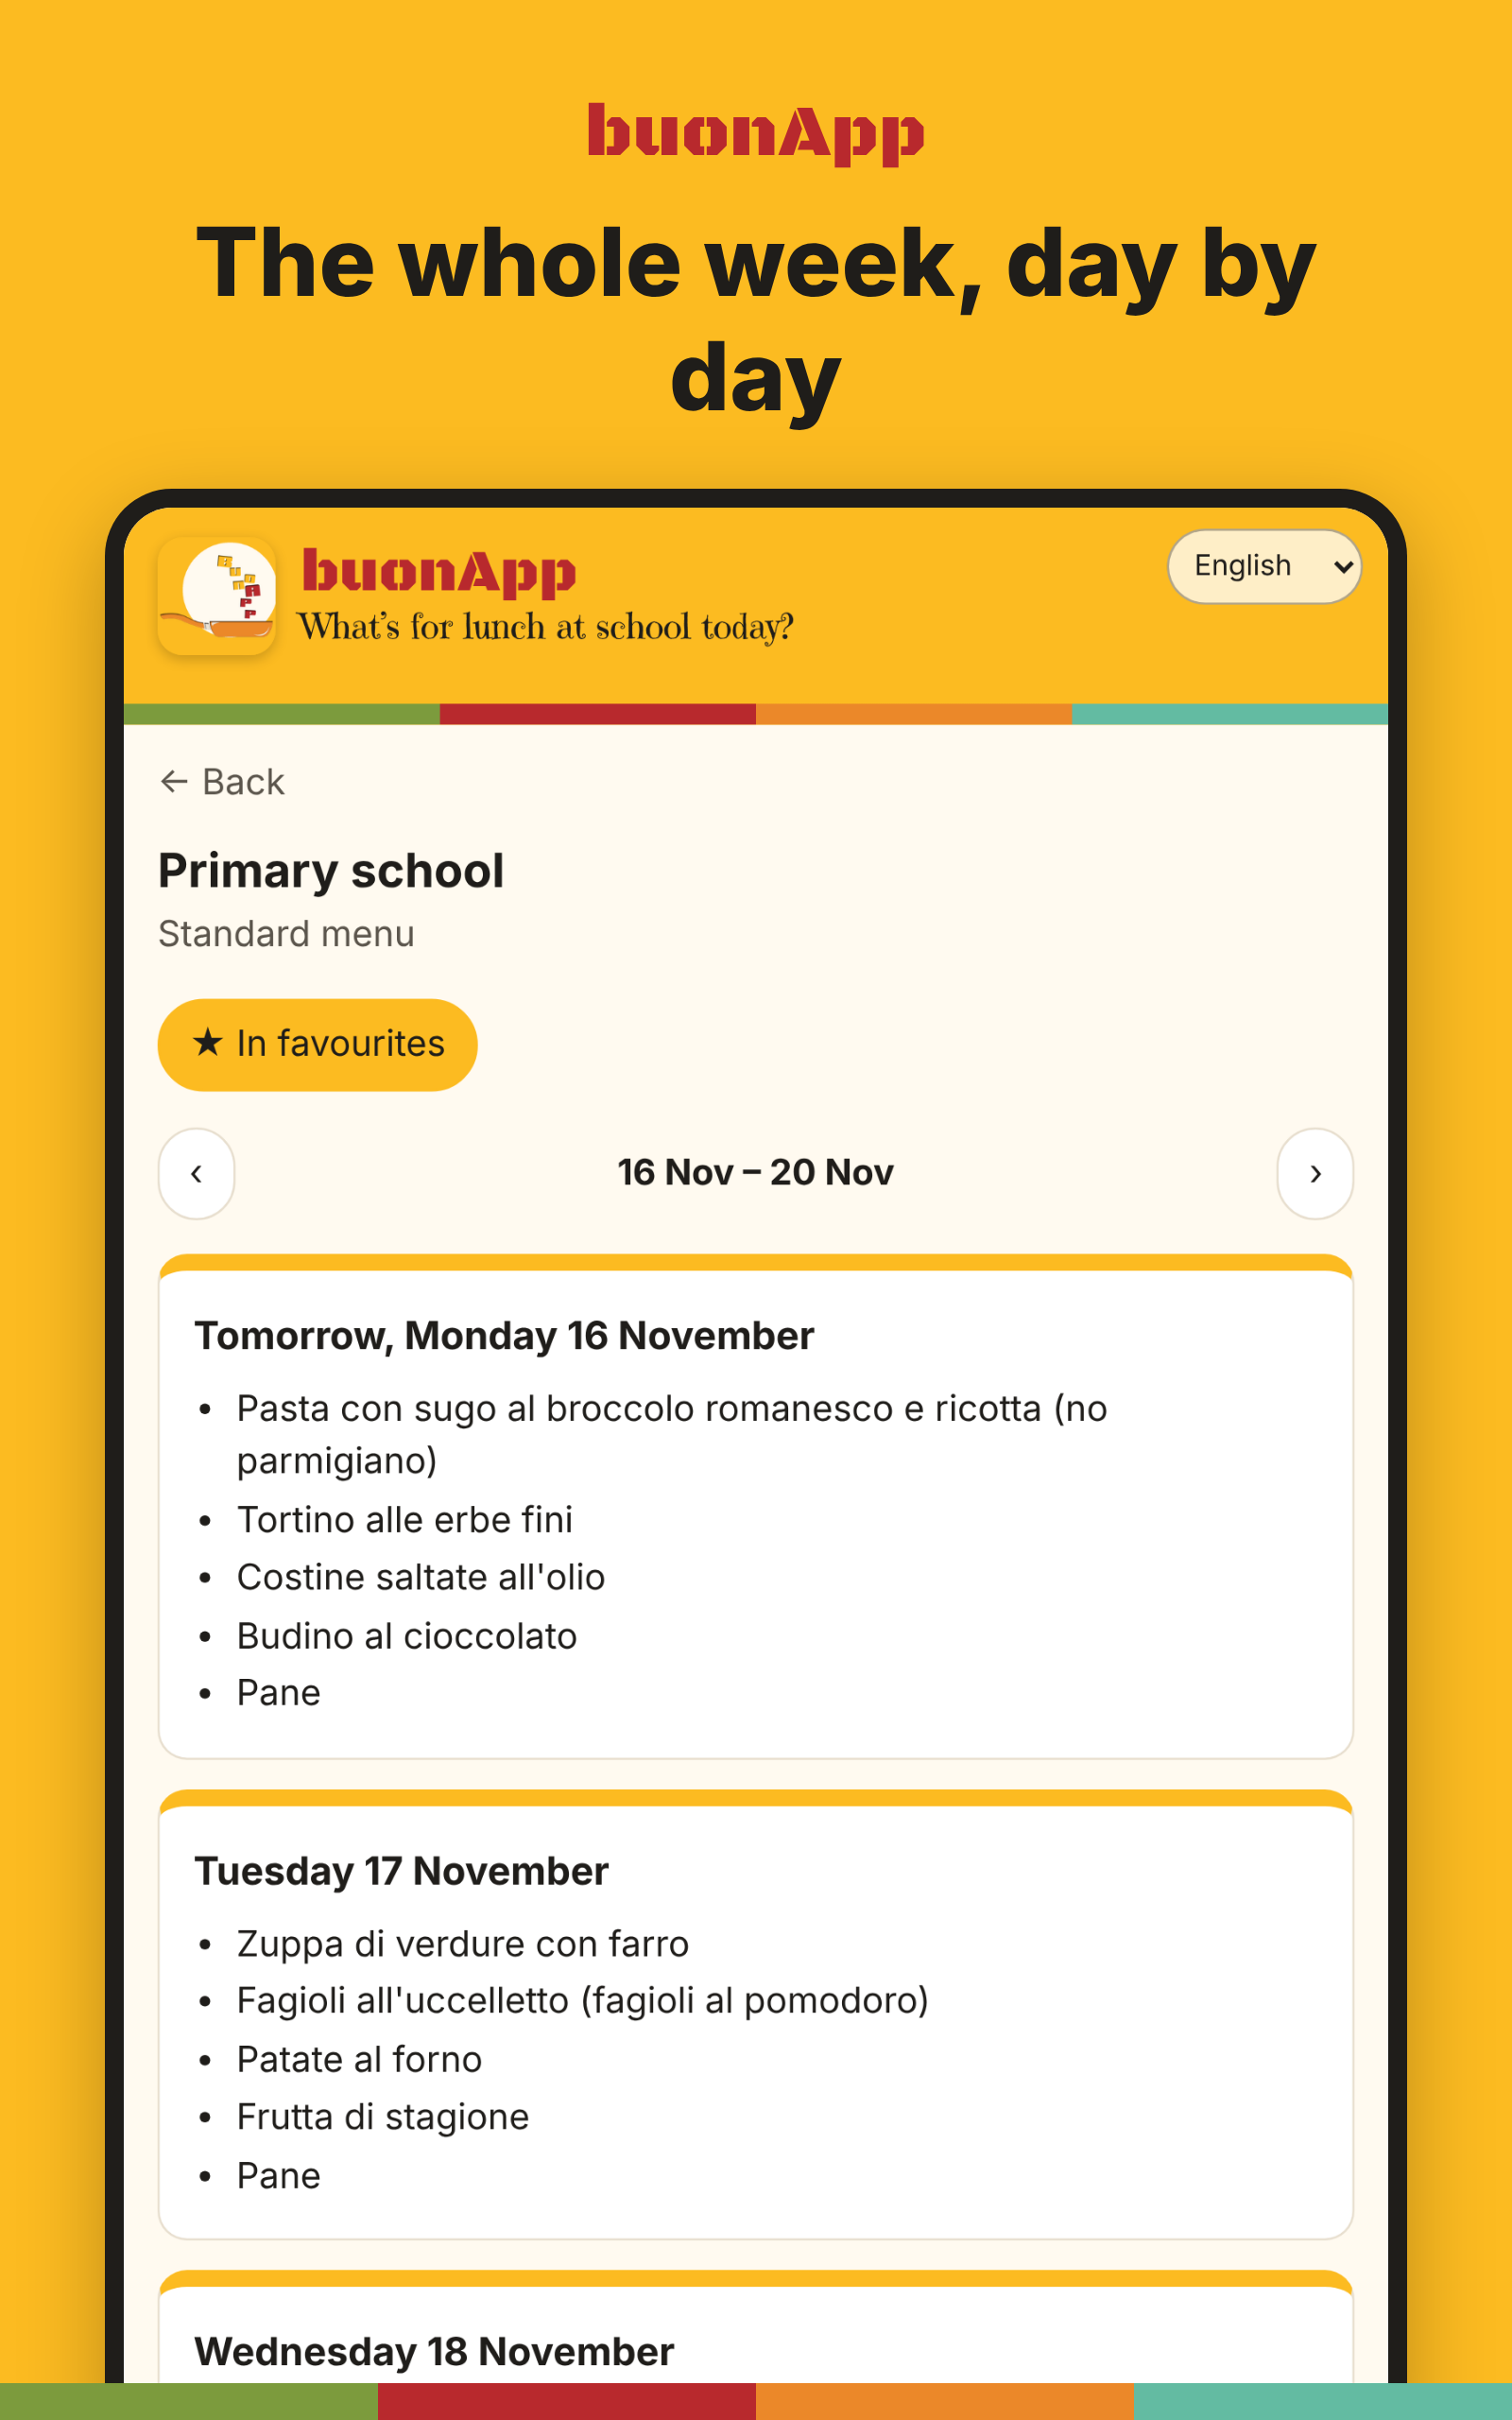 buonApp
The whole week, day by
day
buonApp
What's for lunch at school today?
English
← Back
Primary school
Standard menu
★ In favourites
‹ 16 Nov – 20 Nov ›
Tomorrow, Monday 16 November
• Pasta con sugo al broccolo romanesco e ricotta (no
parmigiano)
• Tortino alle erbe fini
• Costine saltate all'olio
• Budino al cioccolato
• Pane
Tuesday 17 November
• Zuppa di verdure con farro
• Fagioli all'uccelletto (fagioli al pomodoro)
• Patate al forno
• Frutta di stagione
• Pane
Wednesday 18 November